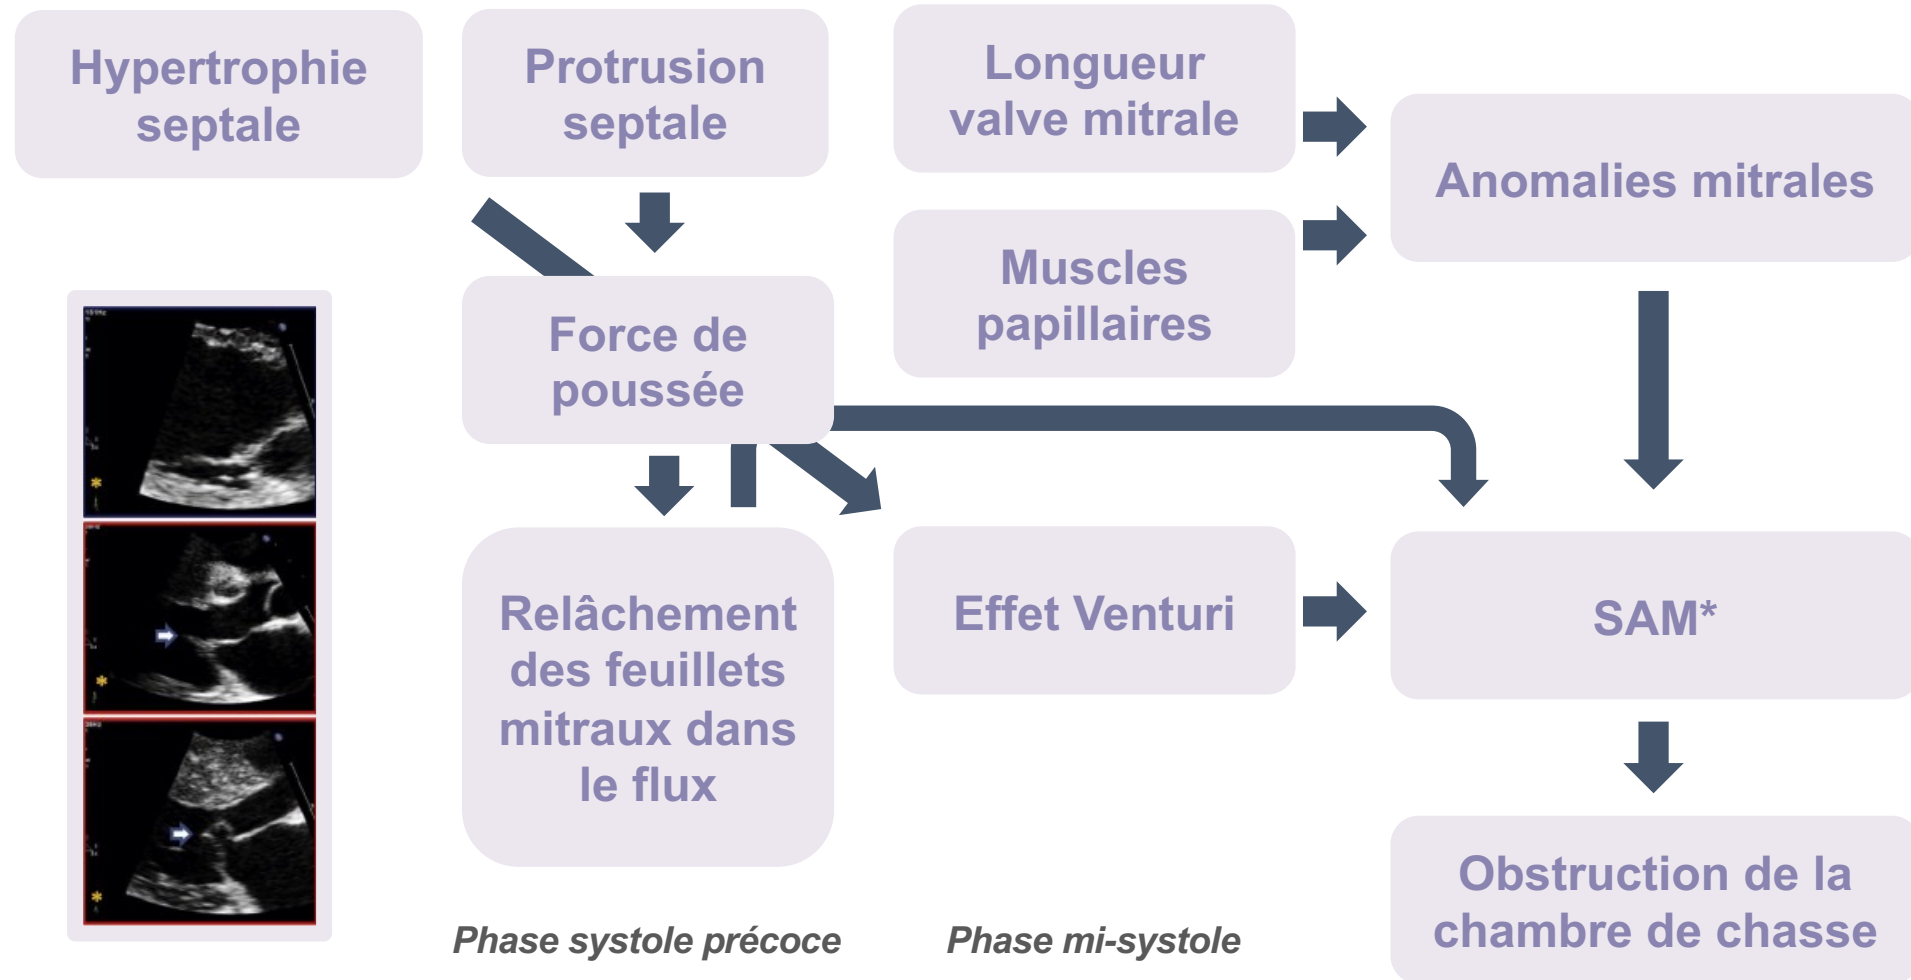 Hypertrophie
septale
Protrusion
septale
Longueur
valve mitrale
Anomalies mitrales
Muscles
papillaires
Force de
poussée
Relâchement
des feuillets
mitraux dans
le flux
Effet Venturi
SAM*
Obstruction de la
chambre de chasse
Phase systole précoce
Phase mi-systole